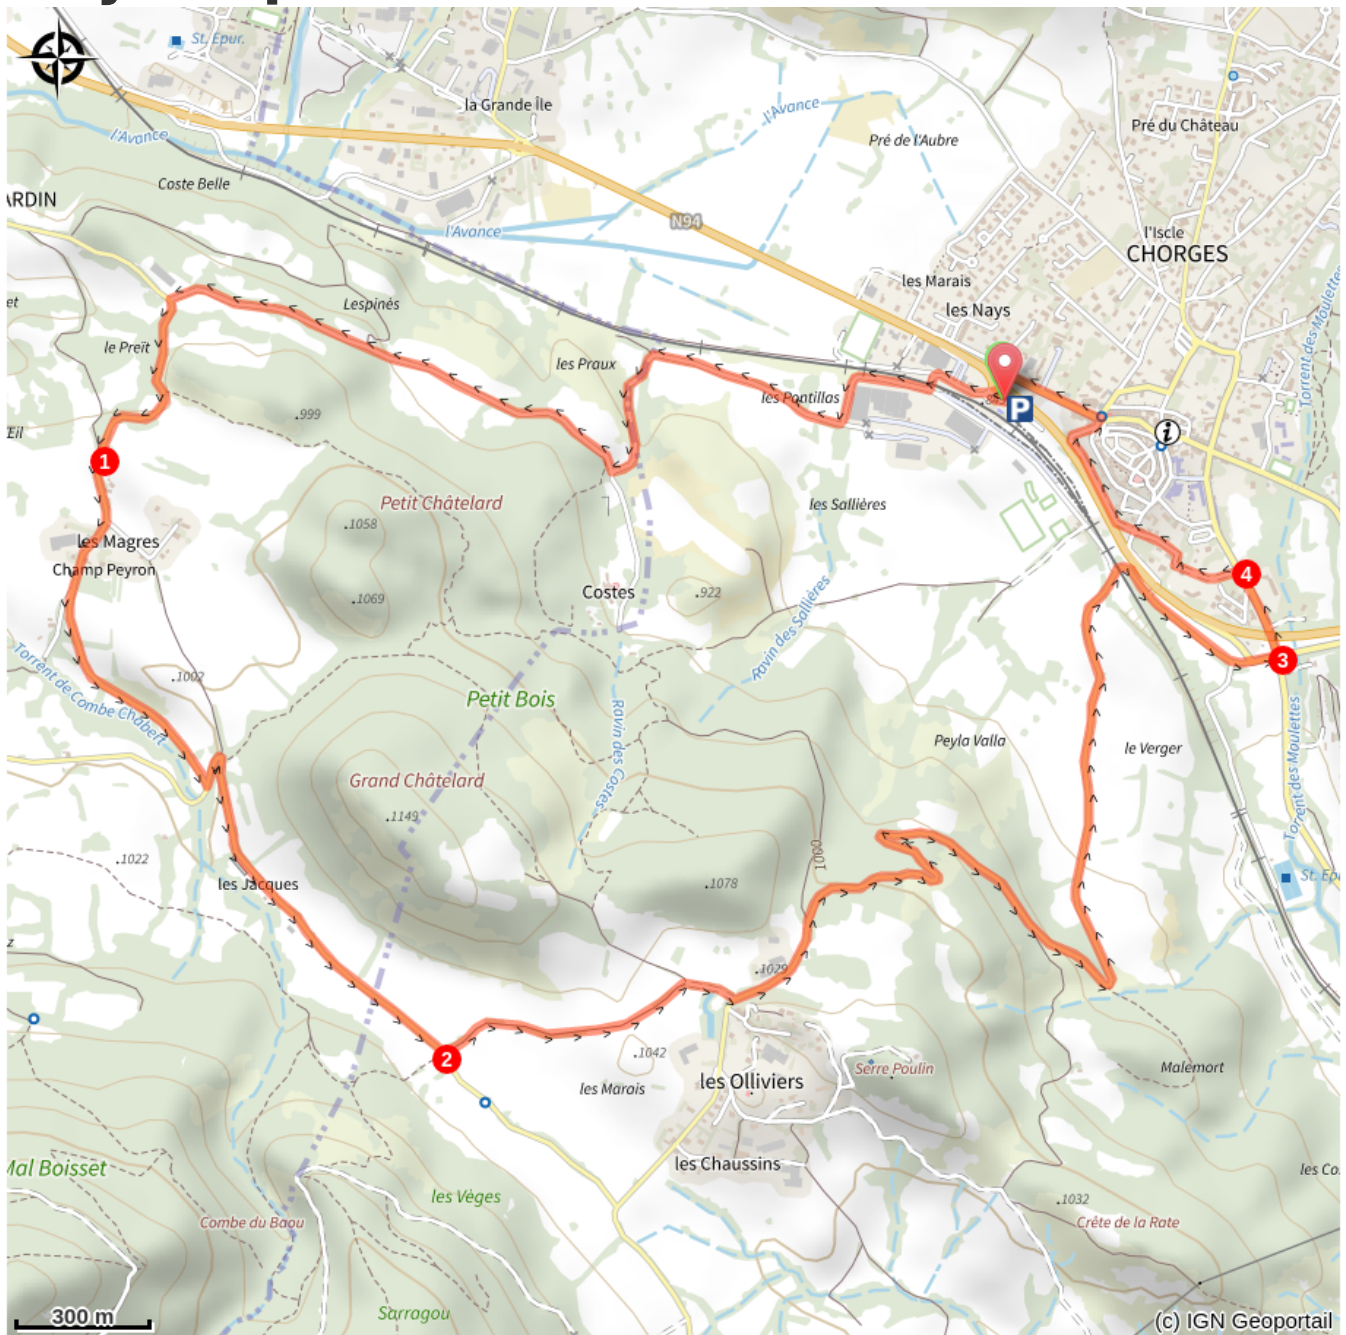 St. Epur.
la Grande Île
l'Avance
Pré du Château
l'Avance
Pré de l'Aubre
Coste Belle
ARDIN
N94
l'Avance
l'Iscle
CHORGES
les Marais
Torrent des Moulettes
et
Lespinés
les Nays
le Preït
les Praux
P
les Pontillas
.999
i
Eil
1
Petit Châtelard
les Sallières
.1058
les Magres
Champ Peyron
4
.1069
Costes
.922
Ravin des Sallières
Torrent de Combe Chabert
3
.1002
Petit Bois
Ravin des Costes
Peyla Valla
le Verger
Torrent des Moulettes
Grand Châtelard
.1149
1000
.1022
les Jacques
.1078
St. Ep
z
.1029
2
.1042
les Marais
les Olliviers
Serre Poulin
Malemort
les Chaussins
Mal Boisset
les Co
les Vèges
.1032
Combe du Baou
Crête de la Rate
Sarragou
300 m
(c) IGN Geoportail